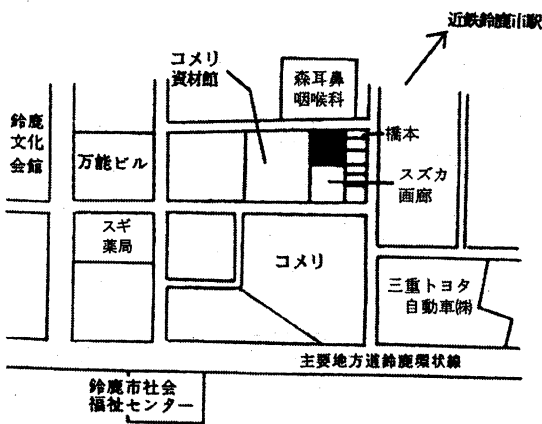 近鉄鈴鹿市駅
コメリ
資材館
森耳鼻
咽喉科
鈴鹿
文化
会館
万能ビル
橋本
スズカ
画廊
スギ
薬局
コメリ
三重トヨタ
自動車㈱
主要地方道鈴鹿環状線
鈴鹿市社会
福祉センター